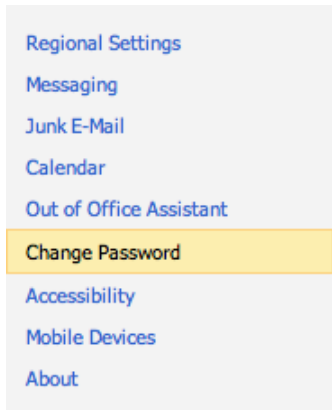 Regional Settings
Messaging
Junk E-Mail
Calendar
Out of Office Assistant
Change Password
Accessibility
Mobile Devices
About